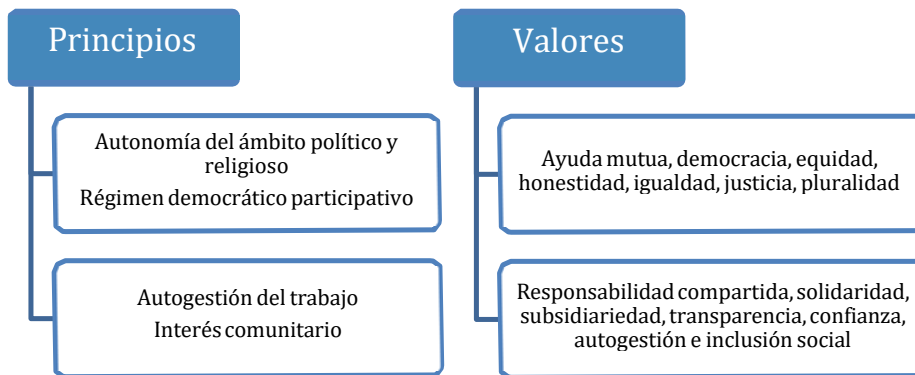 Principios
Autonomía del ámbito político y
religioso
Régimen democrático participativo
Autogestión del trabajo
Interés comunitario
Valores
Ayuda mutua, democracia, equidad,
honestidad, igualdad, justicia, pluralidad
Responsabilidad compartida, solidaridad,
subsidiariedad, transparencia, confianza,
autogestión e inclusión social